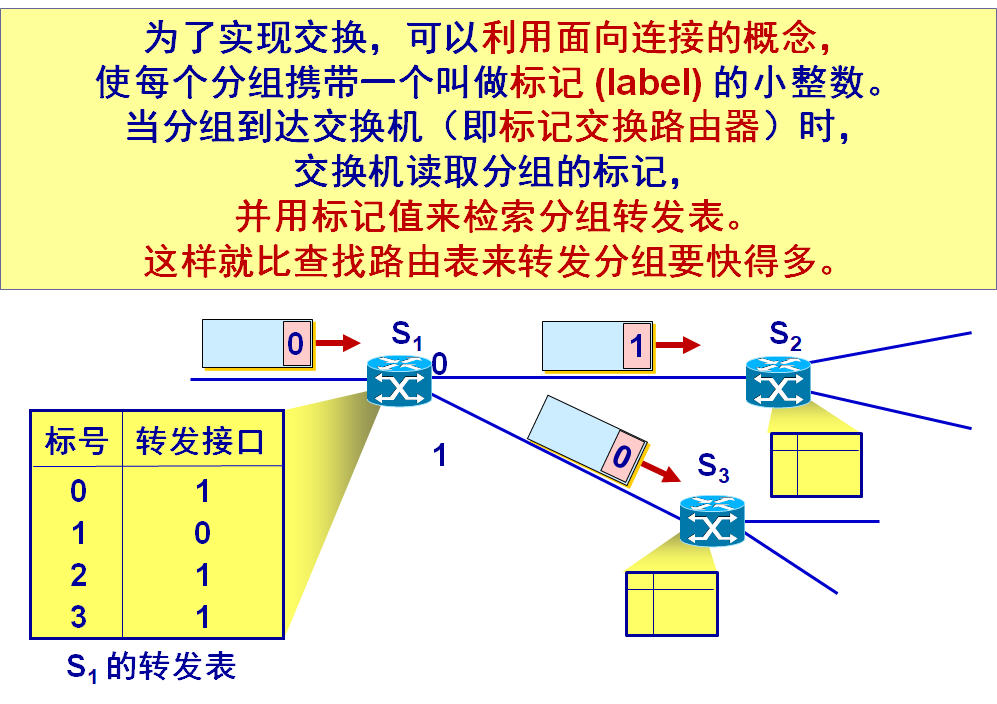 为了实现交换，可以利用面向连接的概念，
使每个分组携带一个叫做标记 (label) 的小整数。
当分组到达交换机（即标记交换路由器）时，
交换机读取分组的标记，
并用标记值来检索分组转发表。
这样就比查找路由表来转发分组要快得多。
0
S1
0
1
S2
1
0
S3
标号 转发接口
0 1
1 0
2 1
3 1
S1 的转发表